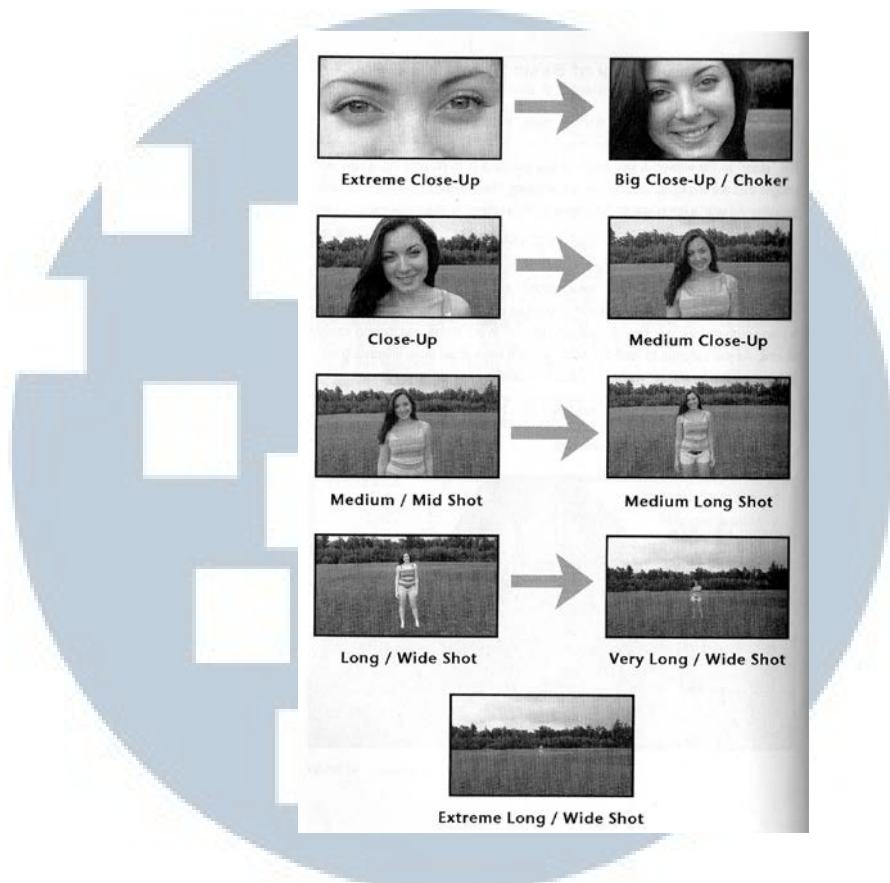 Extreme Close-Up
Big Close-Up / Choker
Close-Up
Medium Close-Up
Medium / Mid Shot
Medium Long Shot
Long / Wide Shot
Very Long / Wide Shot
Extreme Long / Wide Shot